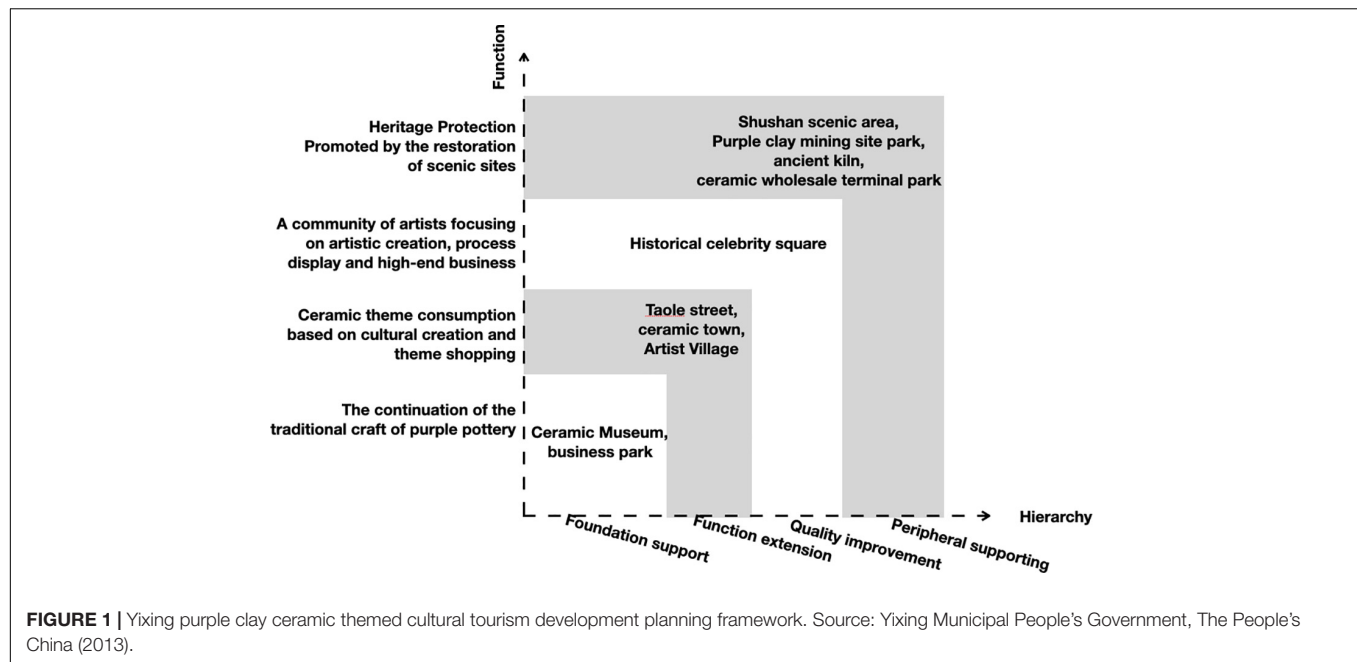 Function
Heritage Protection
Promoted by the restoration
of scenic sites
Shushan scenic area,
Purple clay mining site park,
ancient kiln,
ceramic wholesale terminal park
A community of artists focusing
on artistic creation, process
display and high-end business
Historical celebrity square
Ceramic theme consumption
based on cultural creation and
theme shopping
Taole street,
ceramic town,
Artist Village
The continuation of the
traditional craft of purple pottery
Ceramic Museum,
business park
Hierarchy
Foundation support
Function extension
Quality improvement
Peripheral supporting
FIGURE 1 | Yixing purple clay ceramic themed cultural tourism development planning framework. Source: Yixing Municipal People's Government, The People's
China (2013).